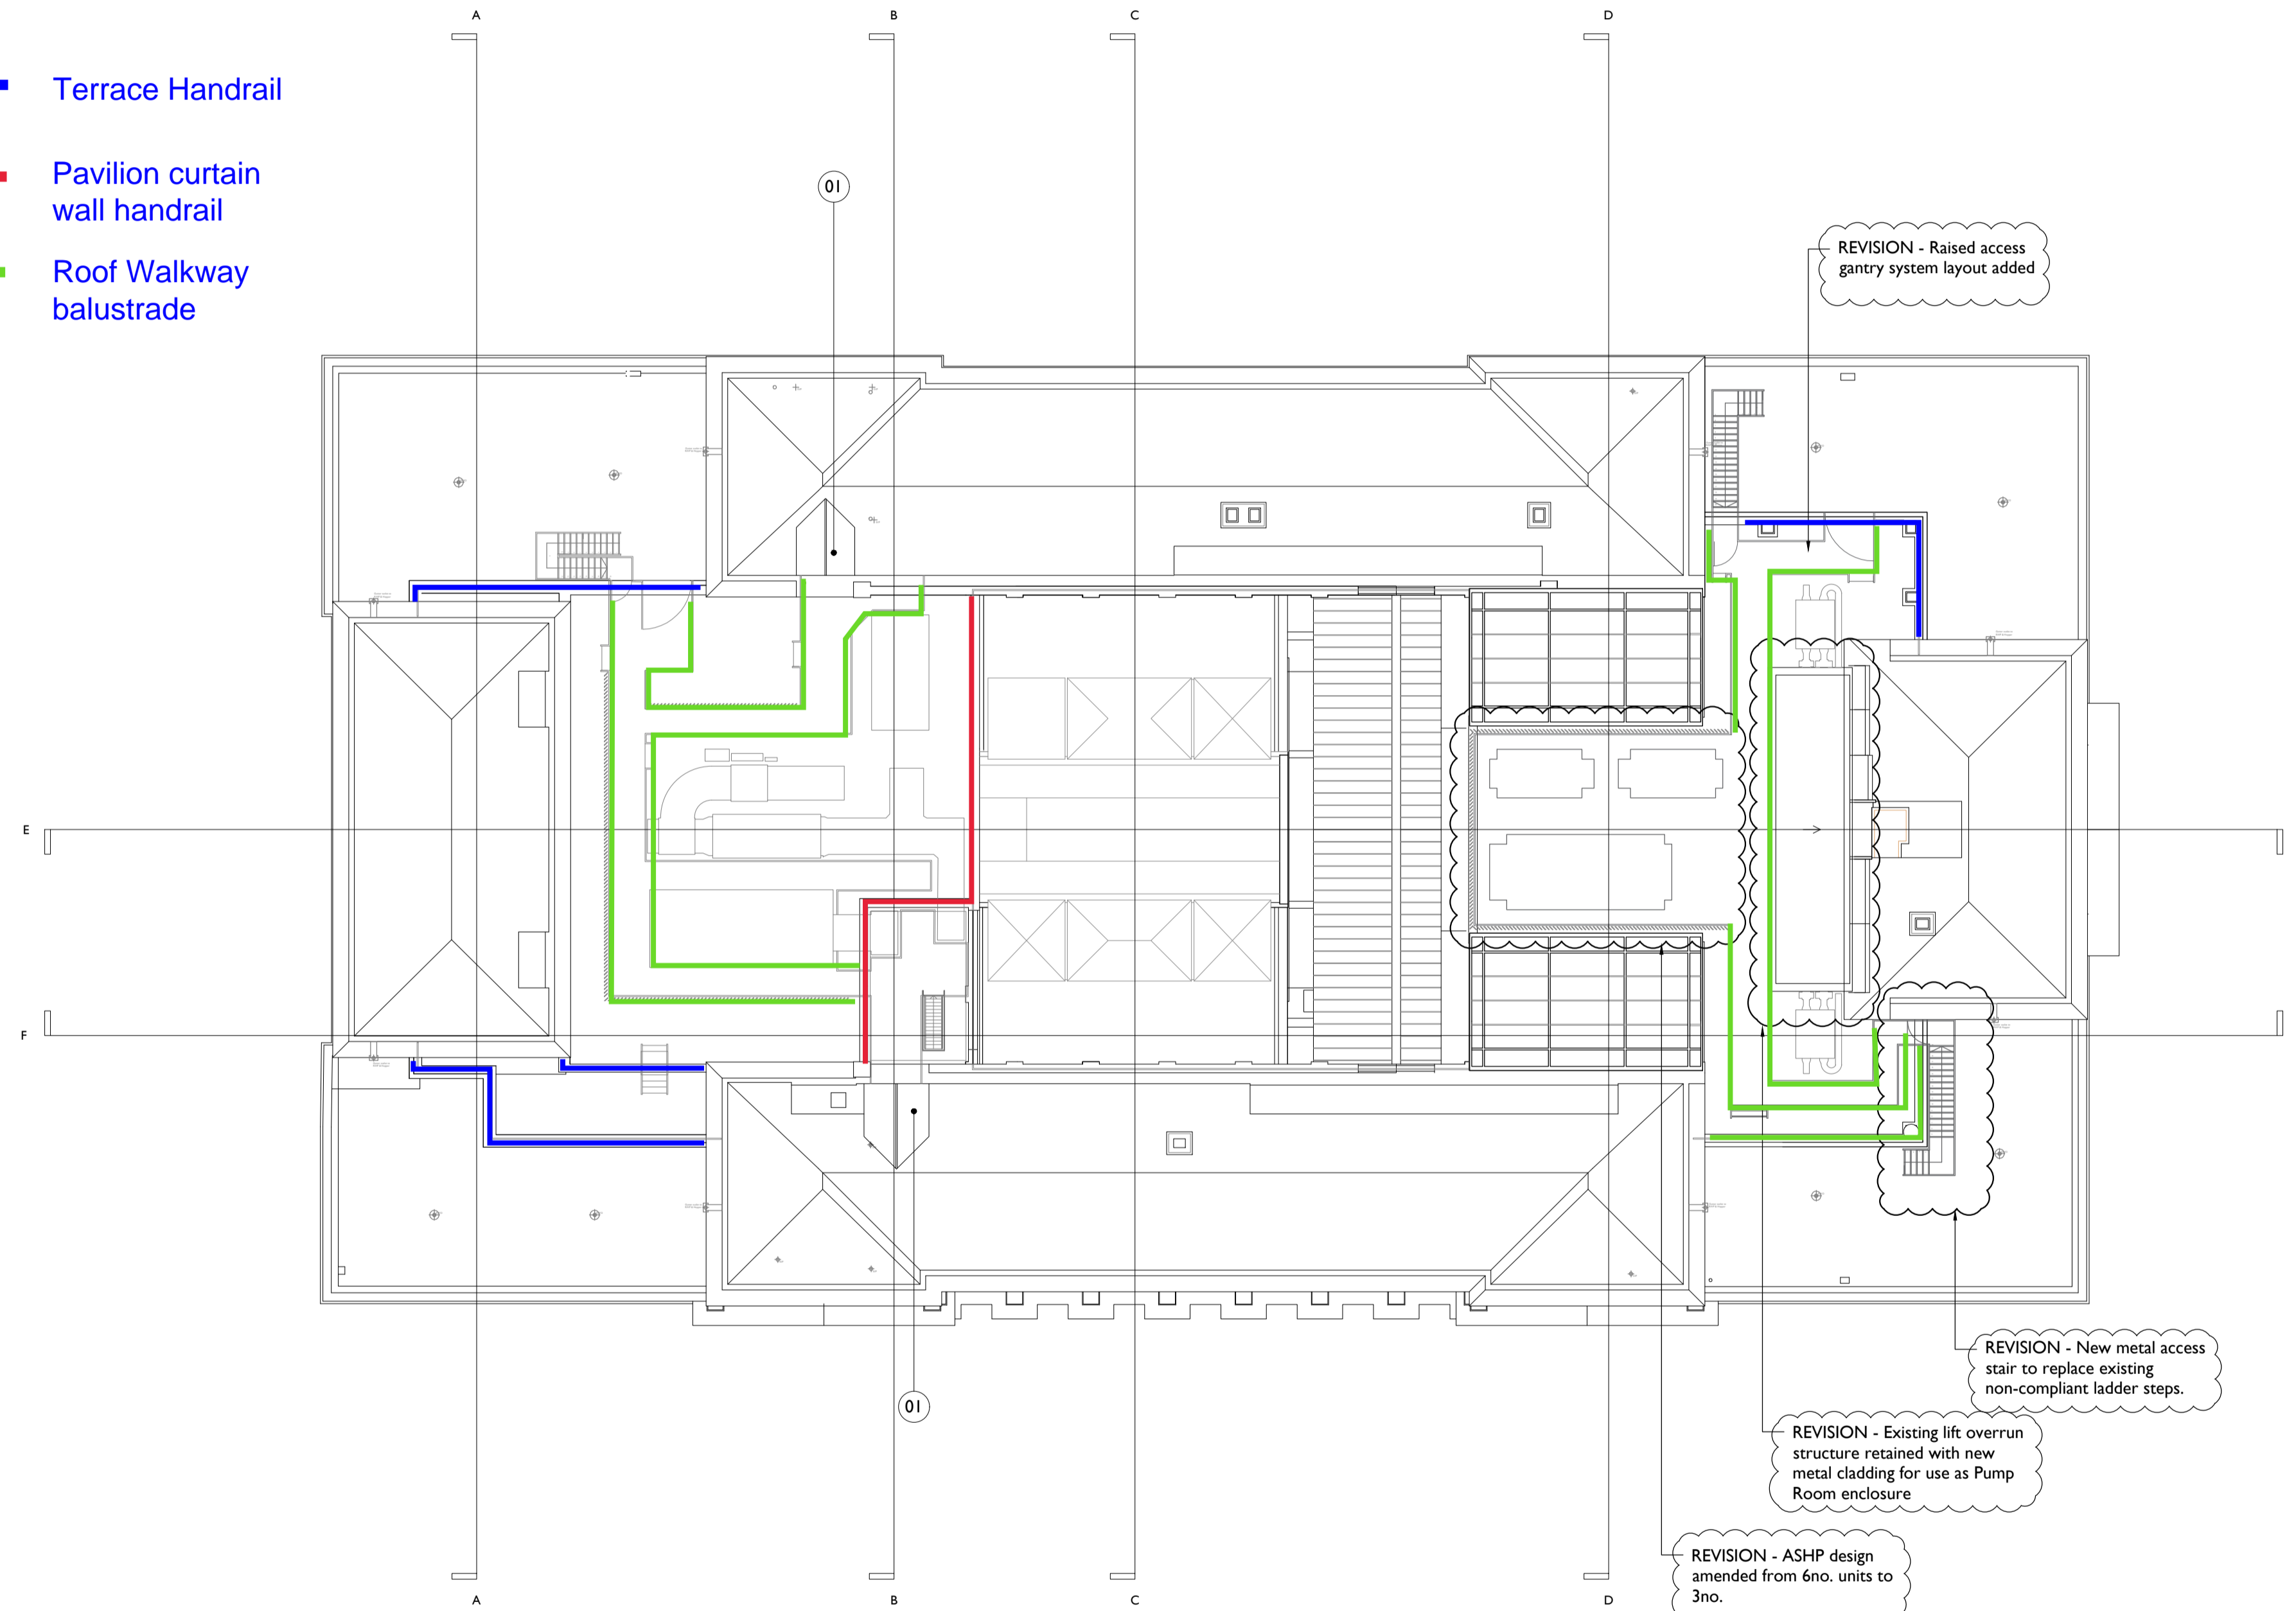 A
B
C
D
Terrace Handrail
Pavilion curtain
wall handrail
Roof Walkway
balustrade
01
REVISION - Raised access
gantry system layout added
E
F
01
REVISION - New metal access
stair to replace existing
non-compliant ladder steps.
REVISION - Existing lift overrun
structure retained with new
metal cladding for use as Pump
Room enclosure
REVISION - ASHP design
amended from 6no. units to
3no.
A
B
C
D